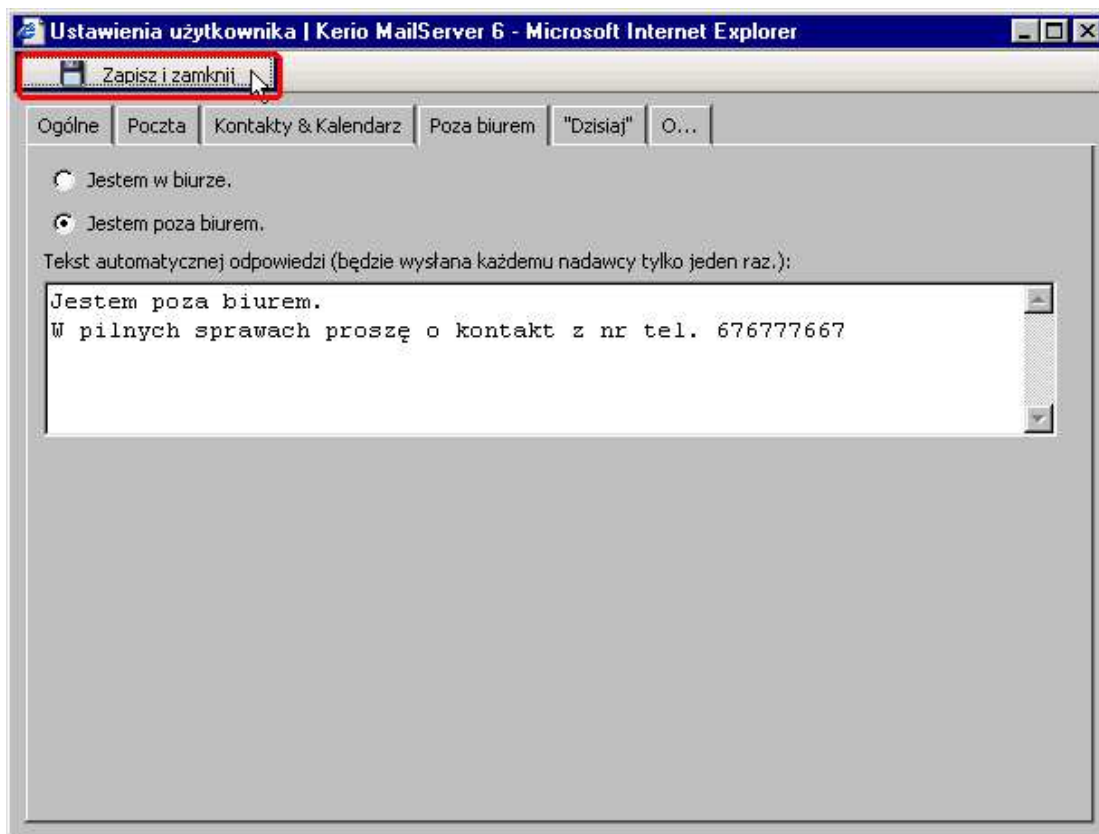 Ustawienia użytkownika | Kerio MailServer 6 - Microsoft Internet Explorer
Zapisz i zamknij
Ogólne Poczta Kontakty & Kalendarz Poza biurem "Dzisiaj" O...
Jestem w biurze.
Jestem poza biurem.
Tekst automatycznej odpowiedzi (będzie wysłana każdemu nadawcy tylko jeden raz.):
Jestem poza biurem.
W pilnych sprawach proszę o kontakt z nr tel. 676777667